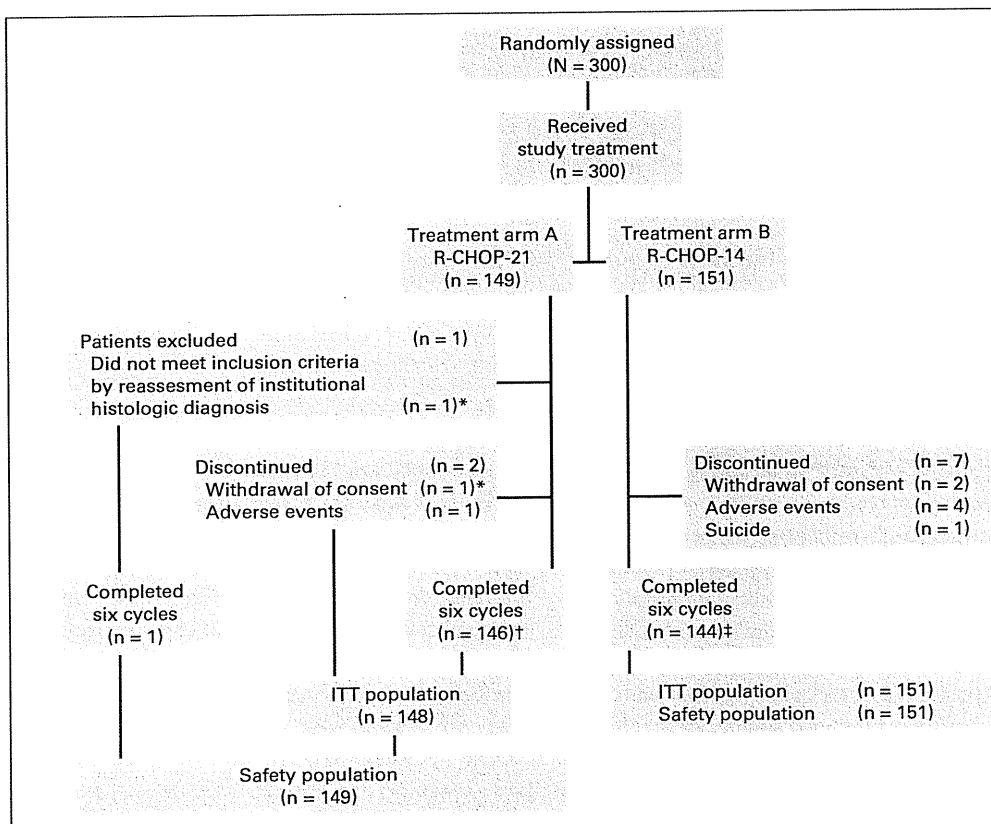 Randomly assigned
(N = 300)
Received
study treatment
(n = 300)
Treatment arm A
R-CHOP-21
(n = 149)
Treatment arm B
R-CHOP-14
(n = 151)
Patients excluded (n = 1)
Did not meet inclusion criteria
by reassesment of institutional
histologic diagnosis (n = 1)*
Discontinued (n = 2)
Withdrawal of consent (n = 1)*
Adverse events (n = 1)
Discontinued (n = 7)
Withdrawal of consent (n = 2)
Adverse events (n = 4)
Suicide (n = 1)
Completed
six cycles
(n = 1)
Completed
six cycles
(n = 146)†
Completed
six cycles
(n = 144)‡
ITT population
(n = 148)
ITT population (n = 151)
Safety population (n = 151)
Safety population
(n = 149)